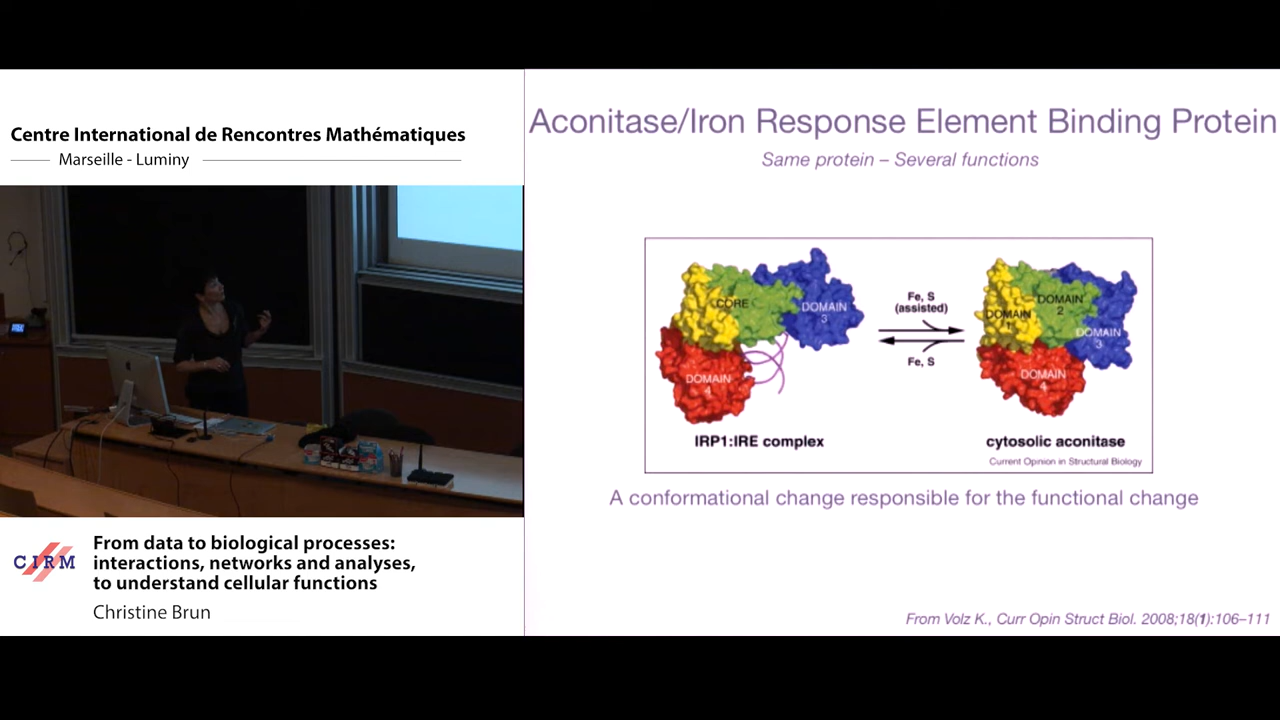 Centre International de Rencontres Mathématiques
Marseille - Luminy
CIRM
From data to biological processes:
interactions, networks and analyses,
to understand cellular functions
Christine Brun
Aconitase/Iron Response Element Binding Protein
Same protein – Several functions
CORE
DOMAIN
3
DOMAIN
4
IRP1:IRE complex
Fe, S
(assisted)
Fe, S
DOMAIN
1
DOMAIN
2
DOMAIN
3
DOMAIN
4
cytosolic aconitase
Current Opinion in Structural Biology
A conformational change responsible for the functional change
From Volz K., Curr Opin Struct Biol. 2008;18(1):106–111